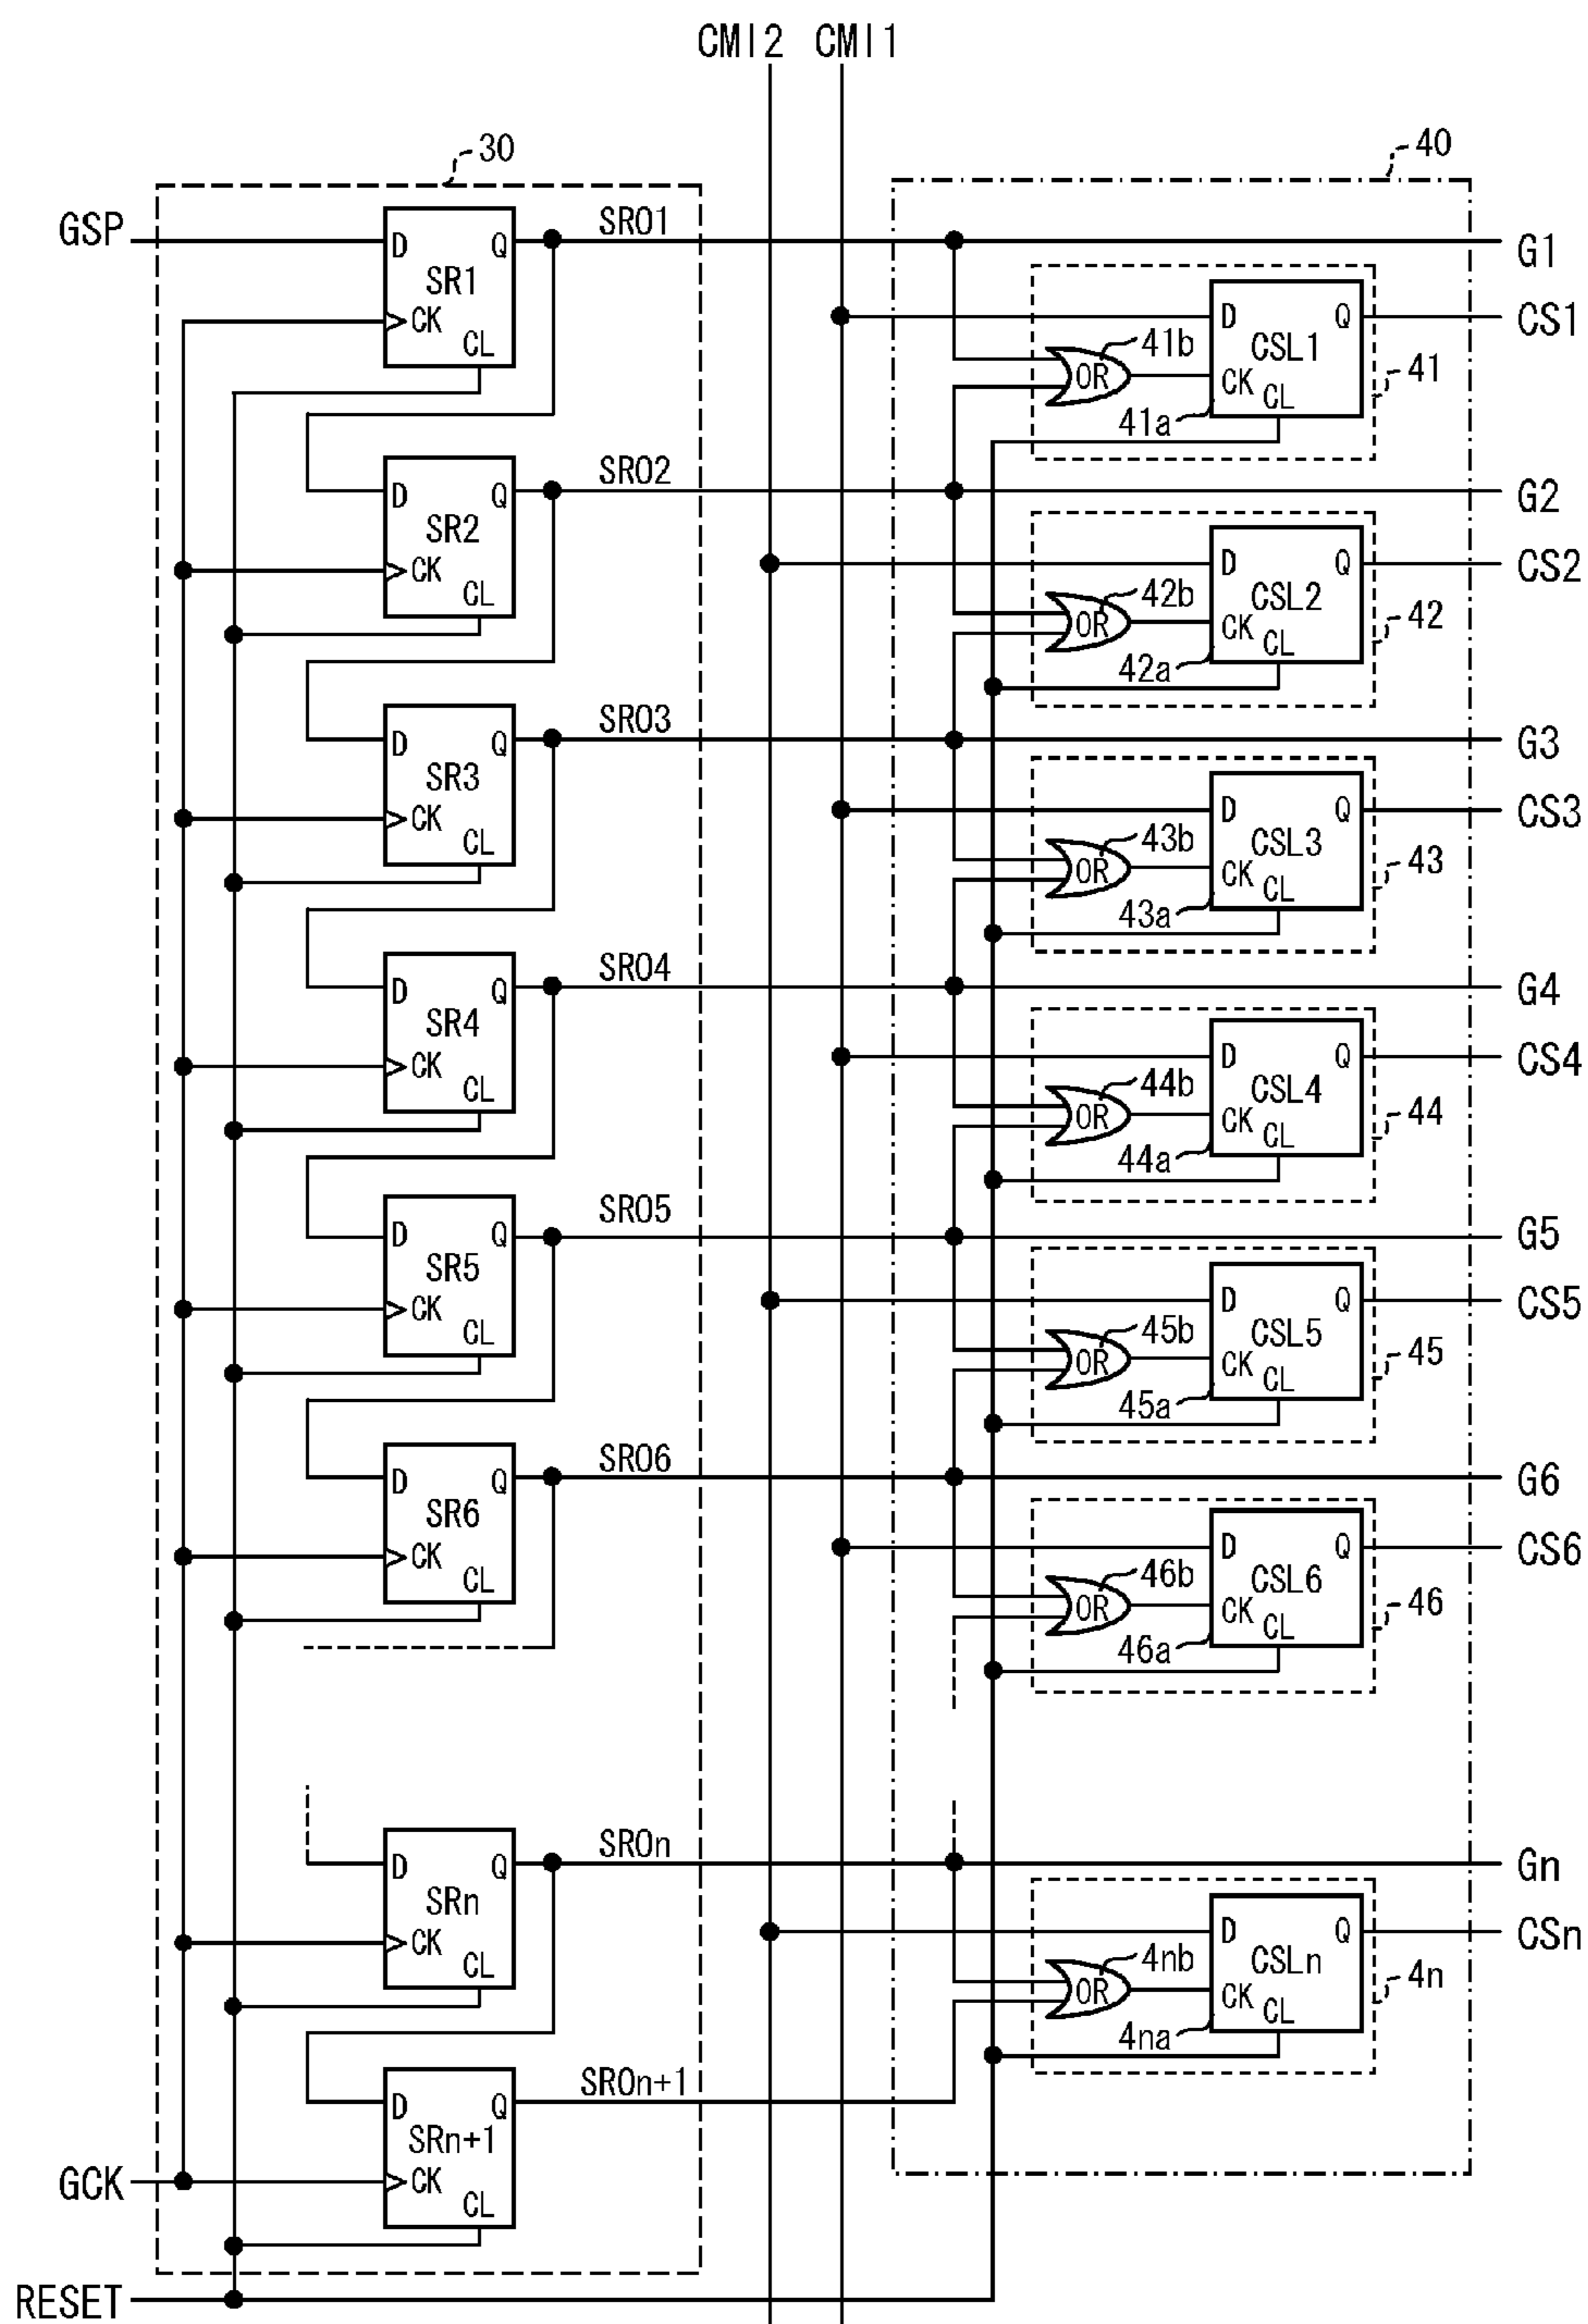 CMI2 CMI1
30
40
GSP
D Q
SR1
CK
CL
SRO1
G1
D Q
CSL1
CK
CL
OR
41b
41a
41
CS1
D Q
SR2
CK
CL
SRO2
G2
D Q
CSL2
CK
CL
OR
42b
42a
42
CS2
D Q
SR3
CK
CL
SRO3
G3
D Q
CSL3
CK
CL
OR
43b
43a
43
CS3
D Q
SR4
CK
CL
SRO4
G4
D Q
CSL4
CK
CL
OR
44b
44a
44
CS4
D Q
SR5
CK
CL
SRO5
G5
D Q
CSL5
CK
CL
OR
45b
45a
45
CS5
D Q
SR6
CK
CL
SRO6
G6
D Q
CSL6
CK
CL
OR
46b
46a
46
CS6
D Q
SRn
CK
CL
SROn
Gn
D Q
CSLn
CK
CL
OR
4nb
4na
4n
CSn
D Q
SRn+1
CK
CL
SROn+1
GCK
RESET